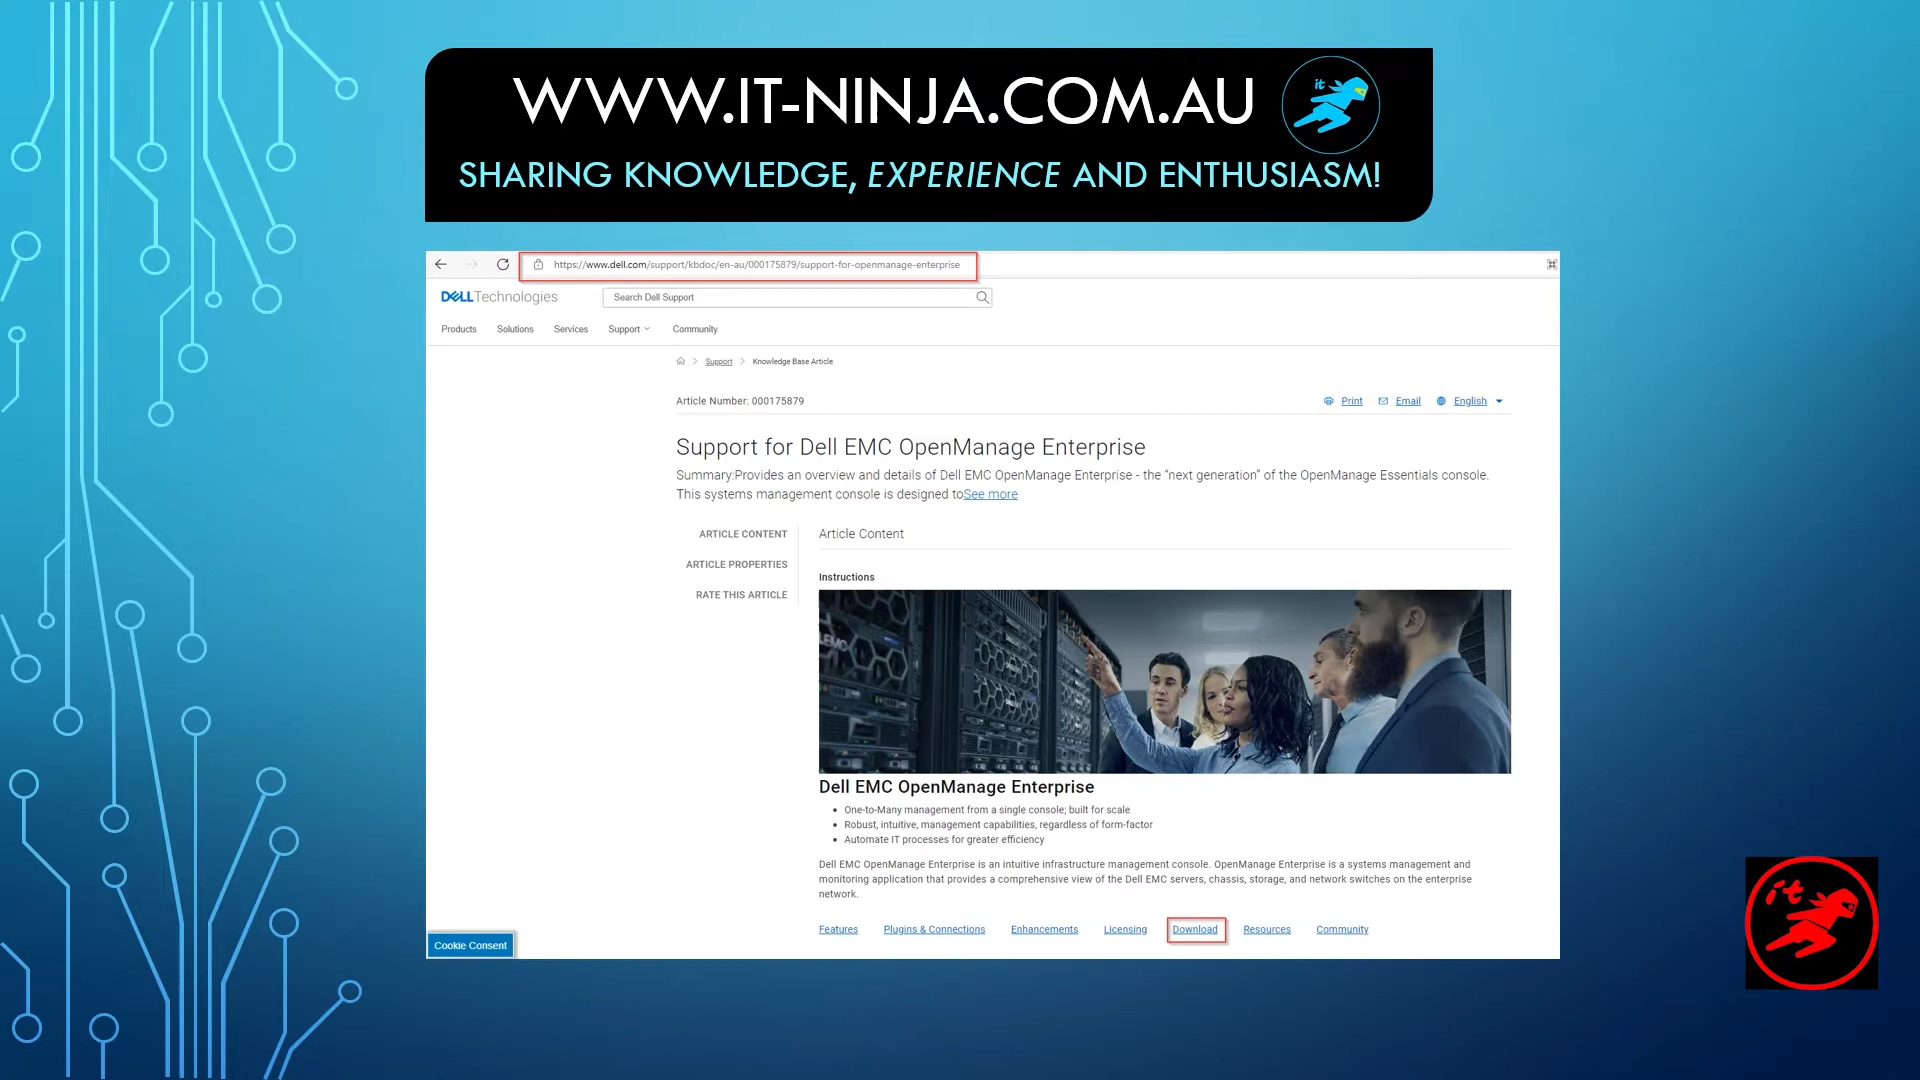 WWW.IT-NINJA.COM.AU
it
SHARING KNOWLEDGE, EXPERIENCE AND ENTHUSIASM!
https://www.dell.com/support/kbdoc/en-au/000175879/support-for-openmanage-enterprise
DELLTechnologies
Search Dell Support
Products Solutions Services Support Community
Support > Knowledge Base Article
Article Number: 000175879
Print Email English
Support for Dell EMC OpenManage Enterprise
Summary:Provides an overview and details of Dell EMC OpenManage Enterprise - the “next generation” of the OpenManage Essentials console.
This systems management console is designed toSee more
ARTICLE CONTENT
ARTICLE PROPERTIES
RATE THIS ARTICLE
Article Content
Instructions
EMC
Dell EMC OpenManage Enterprise
• One-to-Many management from a single console; built for scale
• Robust, intuitive, management capabilities, regardless of form-factor
• Automate IT processes for greater efficiency
Dell EMC OpenManage Enterprise is an intuitive infrastructure management console. OpenManage Enterprise is a systems management and
monitoring application that provides a comprehensive view of the Dell EMC servers, chassis, storage, and network switches on the enterprise
network.
Features Plugins & Connections Enhancements Licensing Download Resources Community
Cookie Consent
it